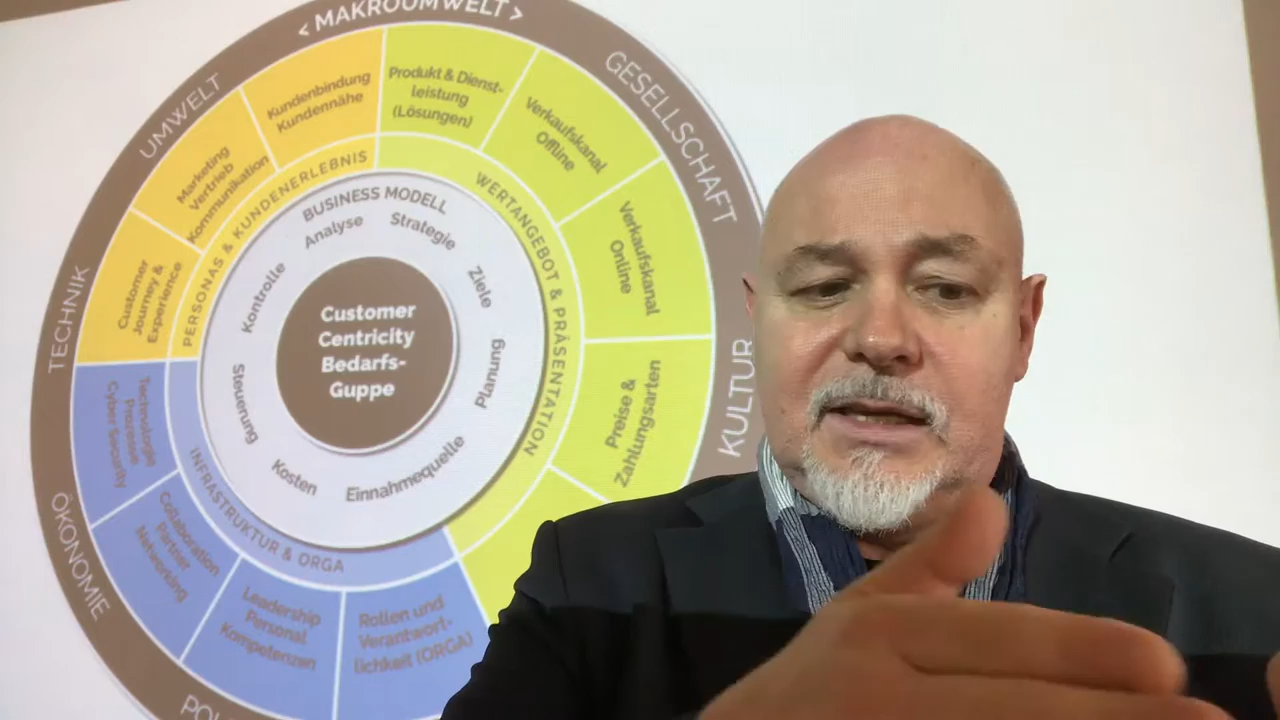 < MAKROUMWELT >
UMWELT
GESELLSCHAFT
TECHNIK
KULTUR
ÖKONOMIE
Kundenbindung
Kundennähe
Produkt & Dienst-
leistung
(Lösungen)
Verkaufskanal
Offline
Marketing
Vertrieb
Kommunikation
Verkaufskanal
Online
Customer
Journey &
Experience
Preise &
Zahlungsarten
Technologie
Prozesse
Cyber Security
Collaboration
Partner
Networking
Leadership
Personal
Kompetenzen
Rollen und
Verantwort-
lichkeit (ORGA)
PERSONAS & KUNDENERLEBNIS
WERTANGEBOT & PRÄSENTATION
INFRASTRUKTUR & ORGA
BUSINESS MODELL
Analyse
Strategie
Ziele
Planung
Einnahmequelle
Kosten
Steuerung
Kontrolle
Customer
Centricity
Bedarfs-
Guppe